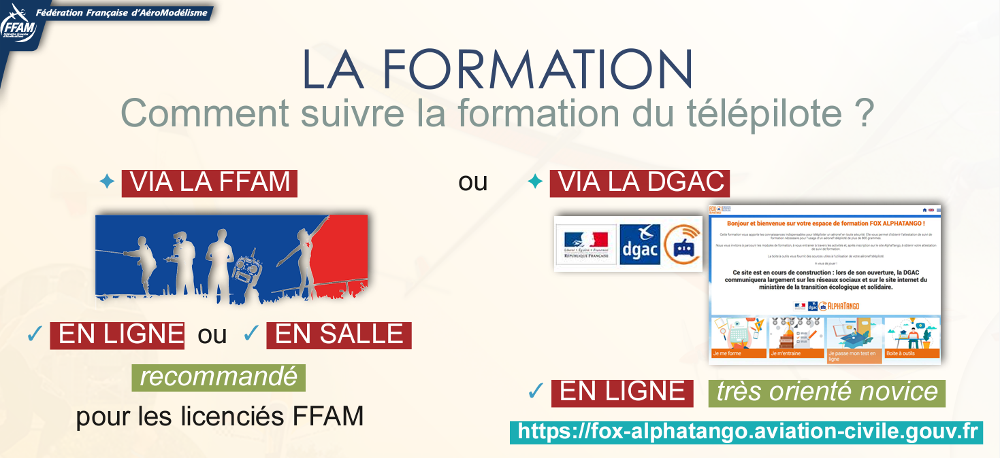 Fédération Française d'AéroModélisme
FFAM
LA FORMATION
Comment suivre la formation du télépilote ?
VIA LA FFAM
ou
VIA LA DGAC
Liberté • Égalité • Fraternité
RÉPUBLIQUE FRANÇAISE
dgac
FOX
ALPHATANGO
Bonjour et bienvenue sur votre espace de formation FOX ALPHATANGO !
Cette formation vous apporte les connaissances indispensables pour télépiloter un aéronef en toute sécurité. Elle vous permet d'obtenir l'attestation de suivi de
formation nécessaire pour l'usage d'un aéronef télépiloté de plus de 800 grammes.
Nous vous invitons à parcourir les modules de formation, à vous entrainer à travers les activités et, après inscription sur le site AlphaTango, à obtenir votre attestation
de suivi de formation.
La boite à outils vous fournit des sources utiles à l'utilisation de votre aéronef télépiloté.
A vous de jouer !
Ce site est en cours de construction : lors de son ouverture, la DGAC
communiquera largement sur les réseaux sociaux et sur le site internet du
ministère de la transition écologique et solidaire.
dgac
ALPHATANGO
Je me forme
Je m'entraine
Je passe mon test en
ligne
Boite à outils
✓ EN LIGNE ou ✓ EN SALLE
recommandé
pour les licenciés FFAM
✓ EN LIGNE très orienté novice
https://fox-alphatango.aviation-civile.gouv.fr